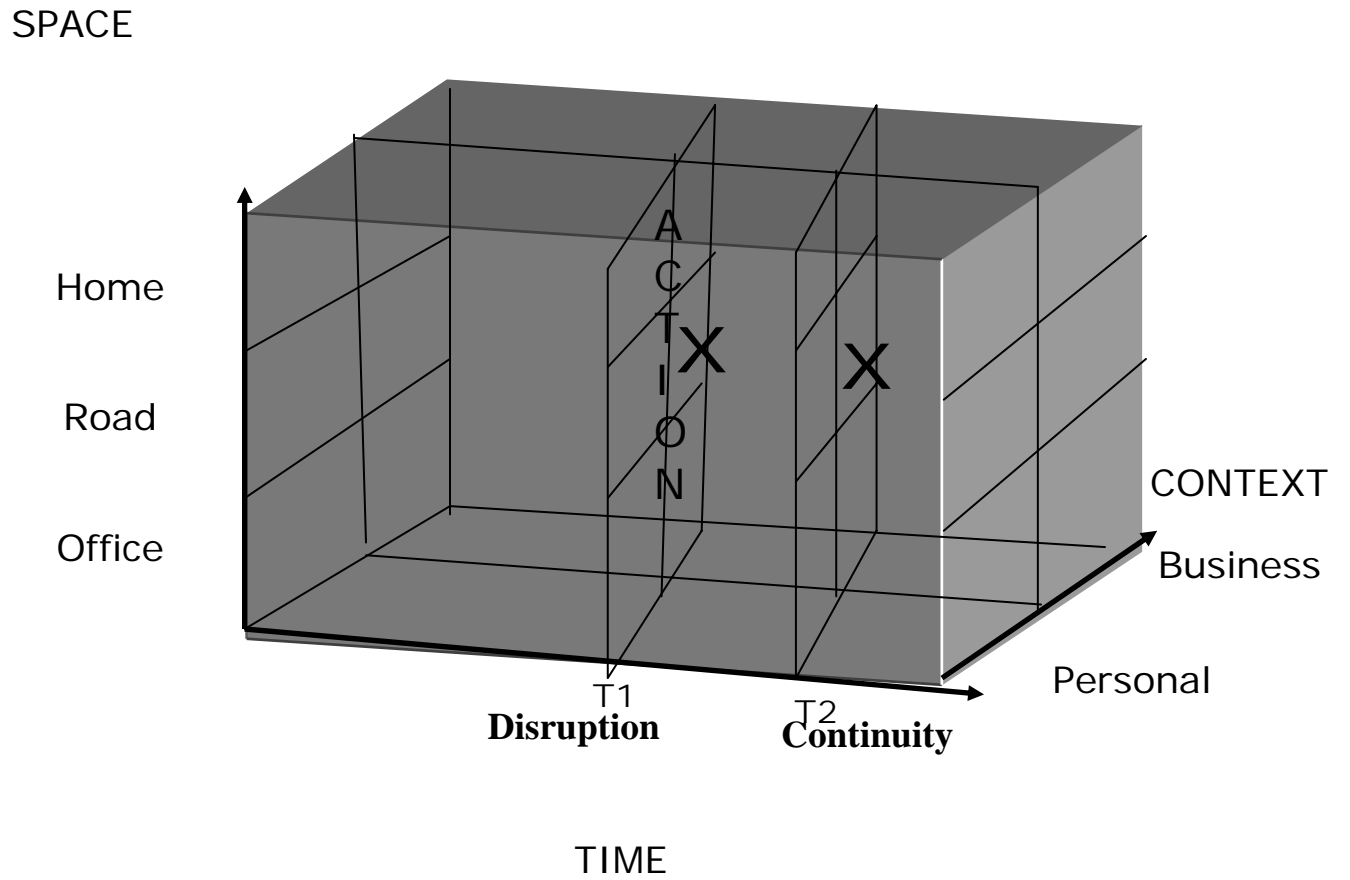 SPACE
Home
Road
Office
A
C
T
I
O
N
X
X
CONTEXT
Business
Personal
T1
T2
Disruption
Continuity
TIME